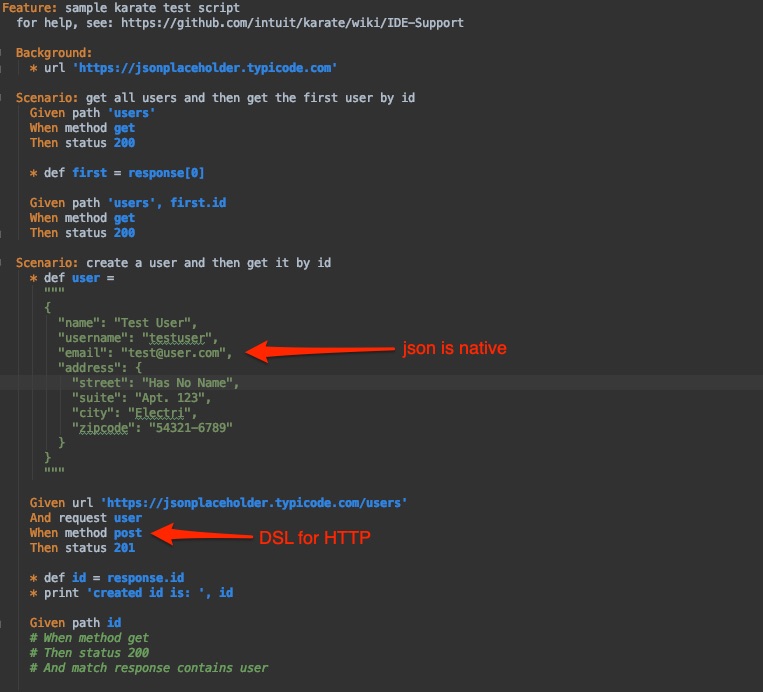 Feature: sample karate test script
for help, see: https://github.com/intuit/karate/wiki/IDE-Support
Background:
* url 'https://jsonplaceholder.typicode.com'
Scenario: get all users and then get the first user by id
Given path 'users'
When method get
Then status 200
* def first = response[0]
Given path 'users', first.id
When method get
Then status 200
Scenario: create a user and then get it by id
* def user =
"""
{
"name": "Test User",
"username": "testuser",
"email": "test@user.com",
json is native
"address": {
"street": "Has No Name",
"suite": "Apt. 123",
"city": "Electri",
"zipcode": "54321-6789"
}
}
"""
Given url 'https://jsonplaceholder.typicode.com/users'
And request user
When method post
DSL for HTTP
Then status 201
* def id = response.id
* print 'created id is: ', id
Given path id
# When method get
# Then status 200
# And match response contains user